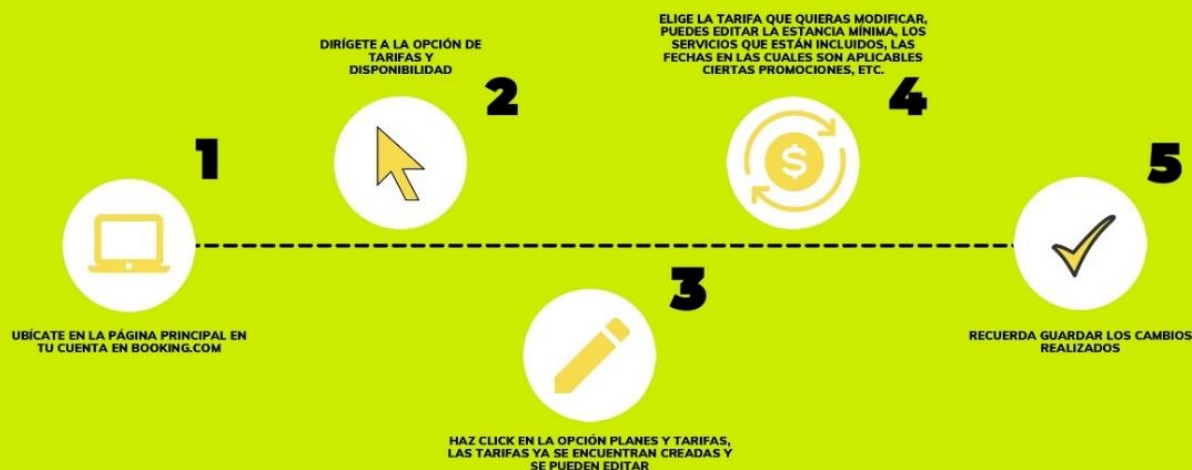 1
UBÍCATE EN LA PÁGINA PRINCIPAL EN
TU CUENTA EN BOOKING.COM
DIRÍGETE A LA OPCIÓN DE
TARIFAS Y
DISPONIBILIDAD
2
3
HAZ CLICK EN LA OPCIÓN PLANES Y TARIFAS,
LAS TARIFAS YA SE ENCUENTRAN CREADAS Y
SE PUEDEN EDITAR
ELIGE LA TARIFA QUE QUIERAS MODIFICAR,
PUEDES EDITAR LA ESTANCIA MÍNIMA, LOS
SERVICIOS QUE ESTÁN INCLUIDOS, LAS
FECHAS EN LAS CUALES SON APLICABLES
CIERTAS PROMOCIONES, ETC.
4
$
5
RECUERDA GUARDAR LOS CAMBIOS
REALIZADOS